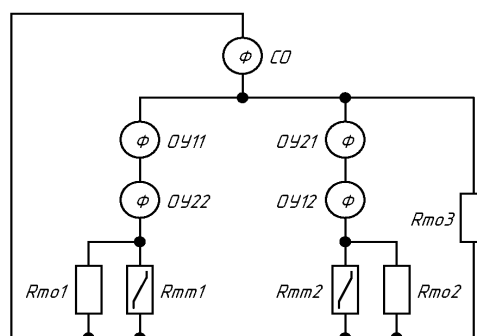 Ф СО
Ф ОУ11 ОУ21 Ф
Ф ОУ22 ОУ12 Ф
Rmo3
Rmo1 Rmm1 Rmm2 Rmo2